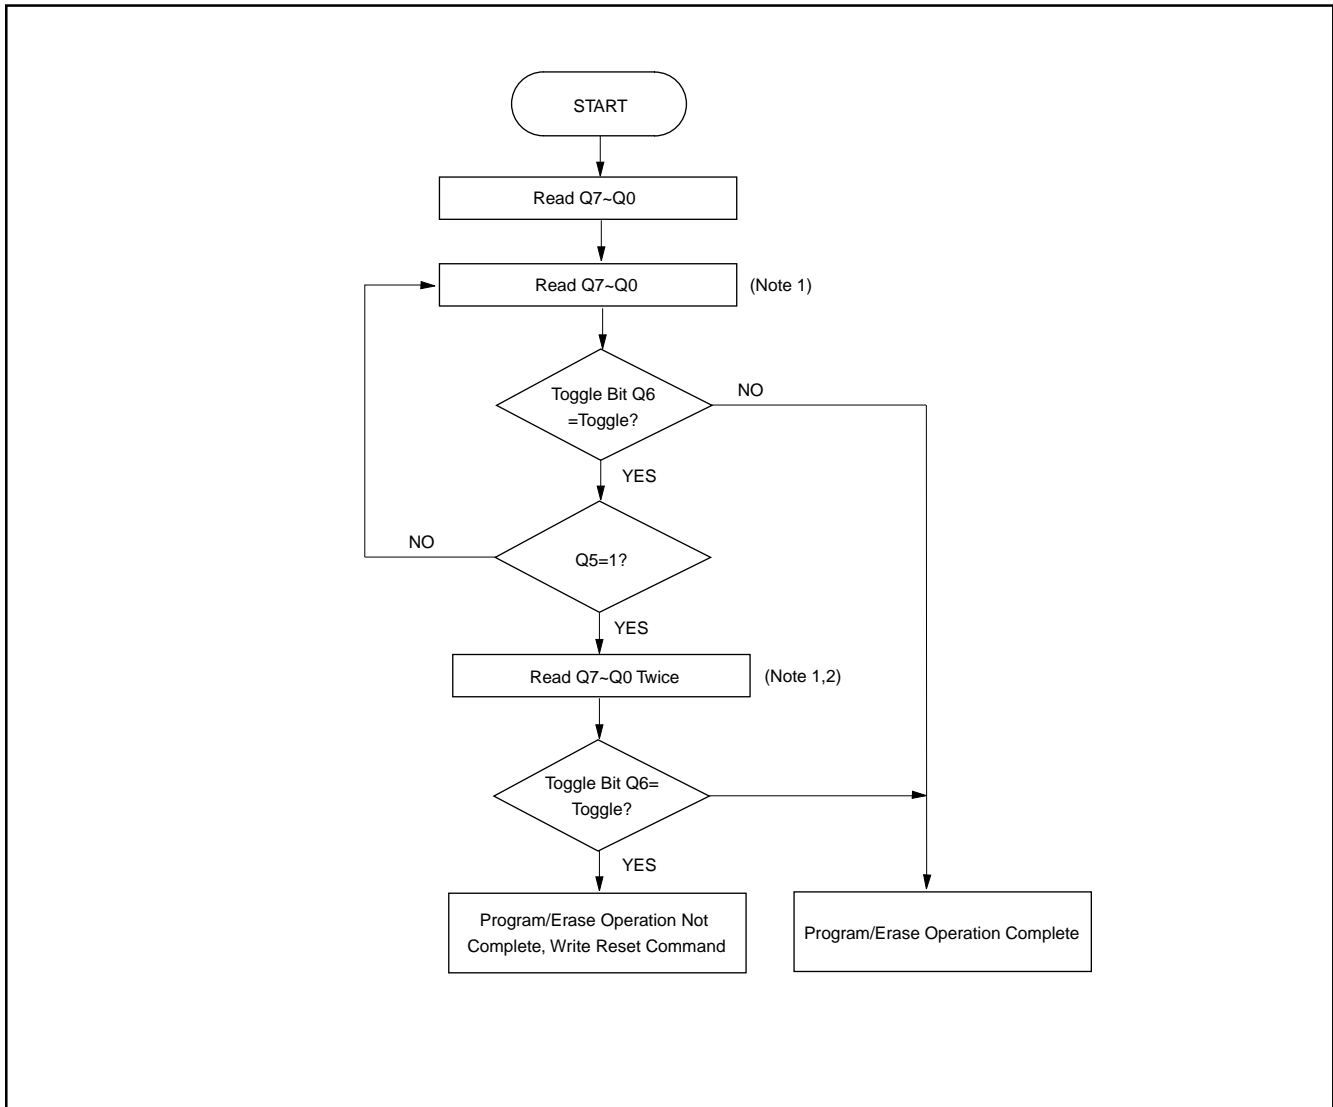 START
Read Q7~Q0
Read Q7~Q0
(Note 1)
Toggle Bit Q6
=Toggle?
NO
YES
NO
Q5=1?
YES
Read Q7~Q0 Twice
(Note 1,2)
Toggle Bit Q6=
Toggle?
YES
Program/Erase Operation Not
Complete, Write Reset Command
Program/Erase Operation Complete